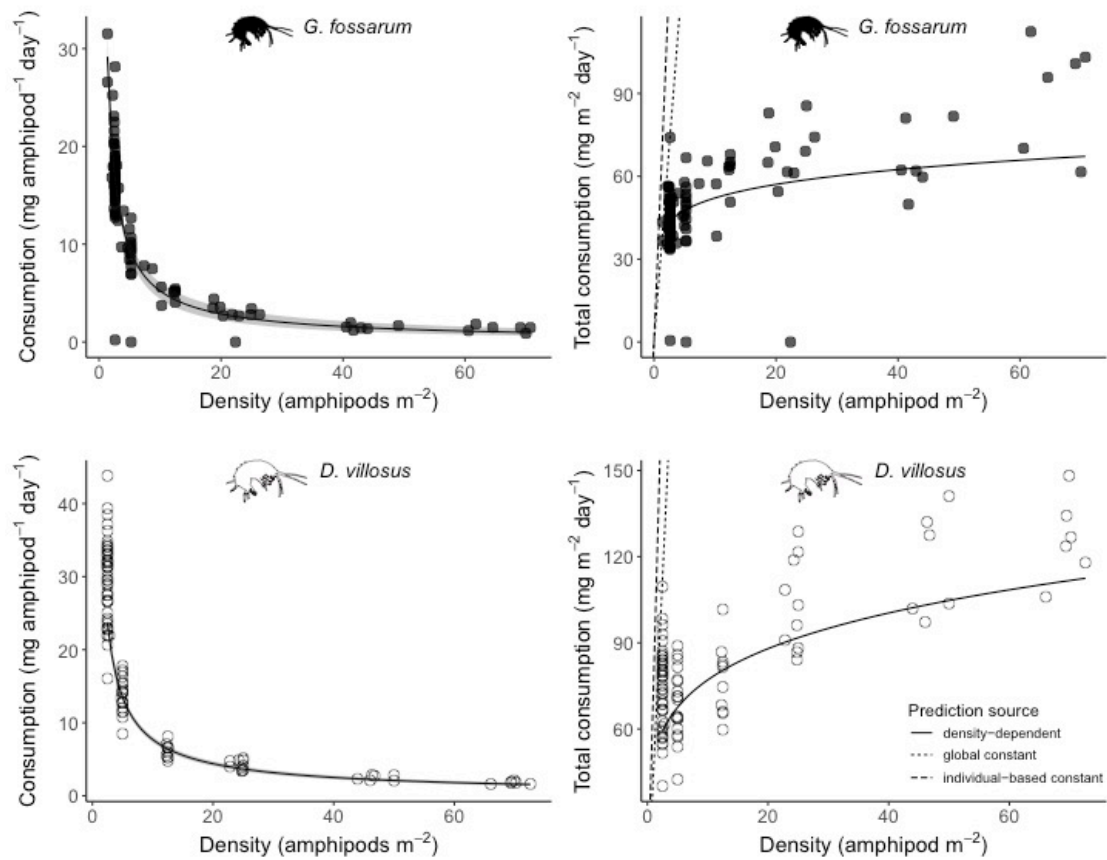 G. fossarum
Consumption (mg amphipod⁻¹ day⁻¹)
30
20
10
0
0 20 40 60
Density (amphipods m⁻²)
G. fossarum
Total consumption (mg m⁻² day⁻¹)
90
60
30
0
0 20 40 60
Density (amphipod m⁻²)
D. villosus
Consumption (mg amphipod⁻¹ day⁻¹)
40
30
20
10
0
0 20 40 60
Density (amphipods m⁻²)
D. villosus
Total consumption (mg m⁻² day⁻¹)
150
120
90
60
0 20 40 60
Density (amphipod m⁻²)
Prediction source
density−dependent
global constant
individual−based constant